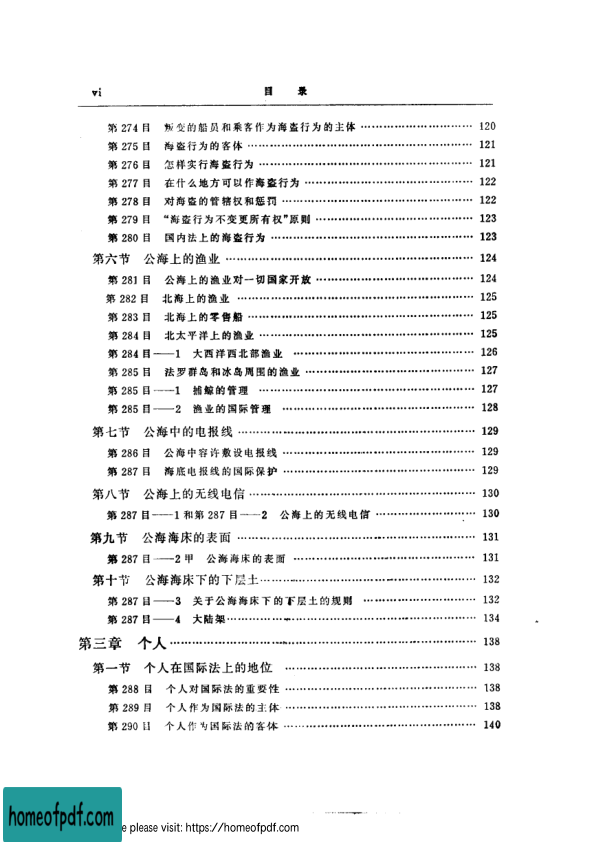 vi 目 录
第 274 目 叛变的船员和乘客作为海盗行为的主体 …………………………… 120
第 275 目 海盗行为的客体 …………………………… 121
第 276 目 怎样实行海盗行为 …………………………… 121
第 277 目 在什么地方可以作海盗行为 …………………………… 122
第 278 目 对海盗的管辖权和惩罚 …………………………… 122
第 279 目 “海盗行为不变更所有权”原则 …………………………… 123
第 280 目 国内法上的海盗行为 …………………………… 123
第六节 公海上的渔业 …………………………… 124
第 281 目 公海上的渔业对一切国家开放 …………………………… 124
第 282 目 北海上的渔业 …………………………… 125
第 283 目 北海上的零售船 …………………………… 125
第 284 目 北太平洋上的渔业 …………………………… 125
第 284 目——1 大西洋西北部渔业 …………………………… 126
第 285 目 法罗群岛和冰岛周围的渔业 …………………………… 127
第 285 目——1 捕鲸的管理 …………………………… 127
第 285 目——2 渔业的国际管理 …………………………… 128
第七节 公海中的电报线 …………………………… 129
第 286 目 公海中容许敷设电报线 …………………………… 129
第 287 目 海底电报线的国际保护 …………………………… 129
第八节 公海上的无线电信 …………………………… 130
第 287 目——1 和第 287 目——2 公海上的无线电信 …………………………… 130
第九节 公海海床的表面 …………………………… 131
第 287 目——2 甲 公海海床的表面 …………………………… 131
第十节 公海海床下的下层土 …………………………… 132
第 287 目——3 关于公海海床下的下层土的规则 …………………………… 132
第 287 目——4 大陆架 …………………………… 134
第三章 个人 …………………………… 138
第一节 个人在国际法上的地位 …………………………… 138
第 288 目 个人对国际法的重要性 …………………………… 138
第 289 目 个人作为国际法的主体 …………………………… 138
第 290 目 个人作为国际法的客体 …………………………… 140
homeofpdf.com
e please visit: https://homeofpdf.com